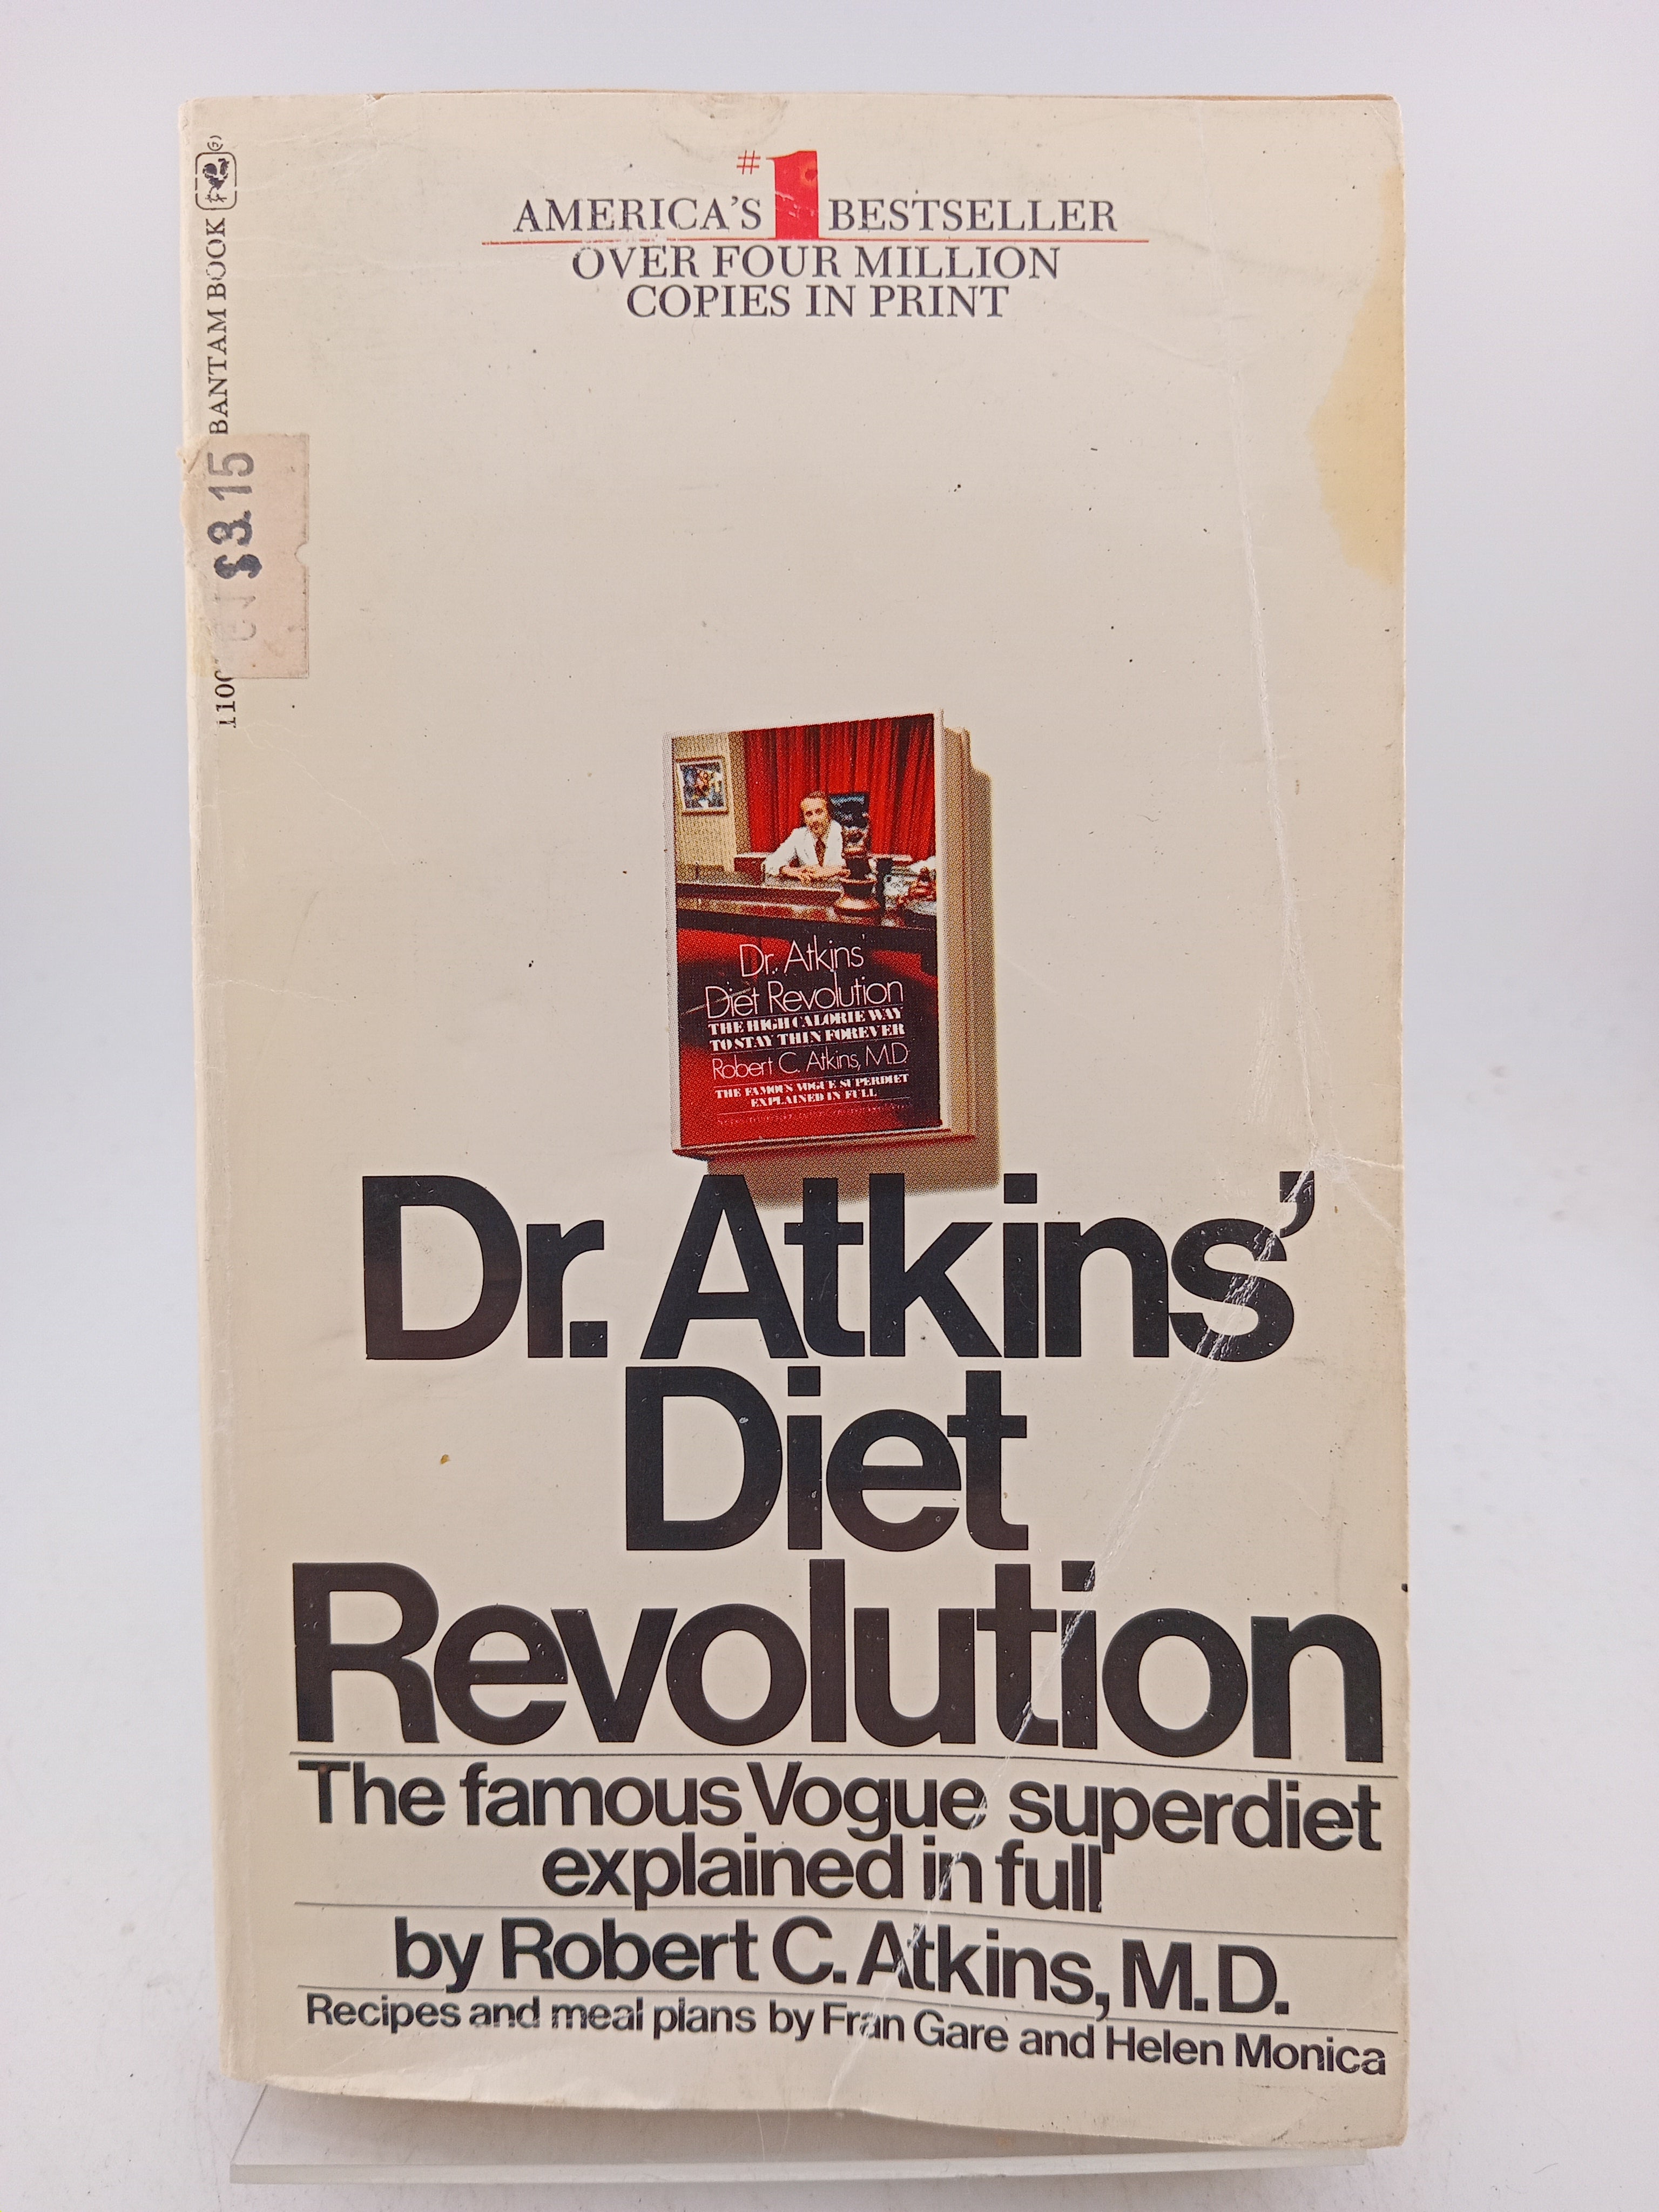 #1
AMERICA'S BESTSELLER
OVER FOUR MILLION
COPIES IN PRINT
BANTAM BOOK
$3.15
Dr. Atkins'
Diet Revolution
THE HIGH CALORIE WAY
TO STAY THIN FOREVER
Robert C. Atkins, M.D.
THE FAMOUS VOGUE SUPERDIET
EXPLAINED IN FULL
Dr. Atkins'
Diet
Revolution
The famous Vogue superdiet
explained in full
by Robert C. Atkins, M.D.
Recipes and meal plans by Fran Gare and Helen Monica